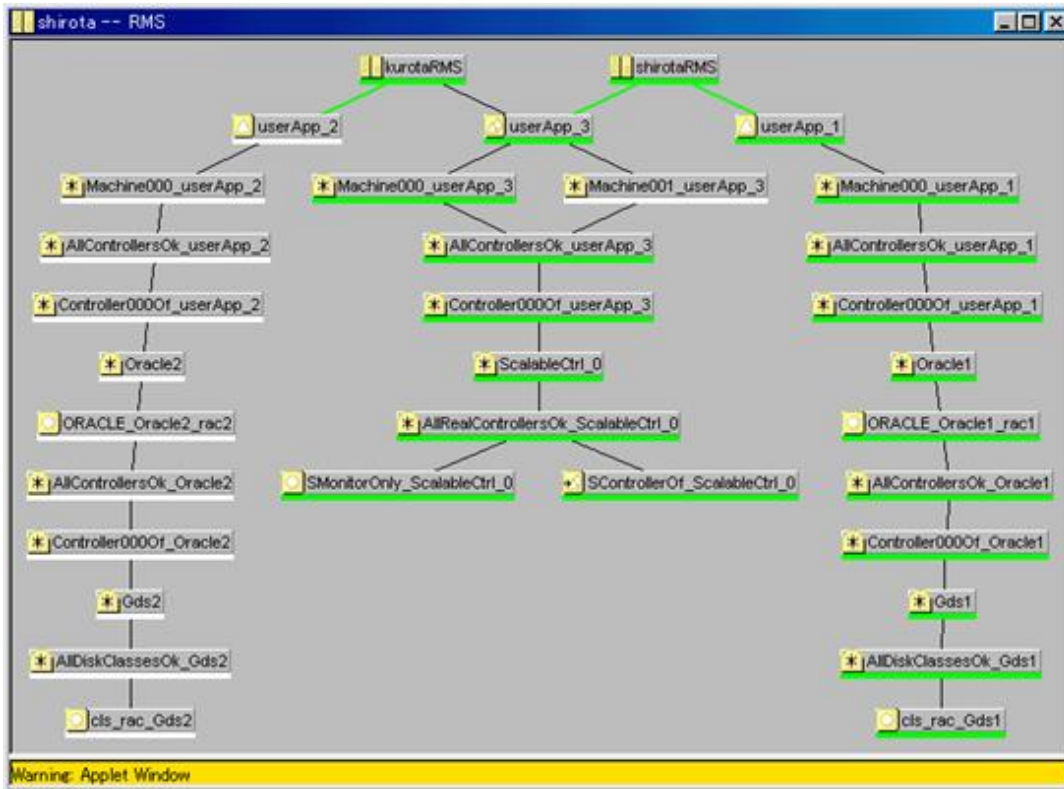 shirota -- RMS
kurotaRMS
shirotaRMS
userApp_2
userApp_3
userApp_1
Machine000_userApp_2
Machine000_userApp_3
Machine001_userApp_3
Machine000_userApp_1
AllControllersOk_userApp_2
AllControllersOk_userApp_3
AllControllersOk_userApp_1
Controller000Of_userApp_2
Controller000Of_userApp_3
Controller000Of_userApp_1
Oracle2
ScalableCtrl_0
Oracle1
ORACLE_Oracle2_rac2
AllRealControllersOk_ScalableCtrl_0
ORACLE_Oracle1_rac1
AllControllersOk_Oracle2
SMonitorOnly_ScalableCtrl_0
SControllerOf_ScalableCtrl_0
AllControllersOk_Oracle1
Controller000Of_Oracle2
Controller000Of_Oracle1
Gds2
Gds1
AllDiskClassesOk_Gds2
AllDiskClassesOk_Gds1
cls_rac_Gds2
cls_rac_Gds1
Warning: Applet Window